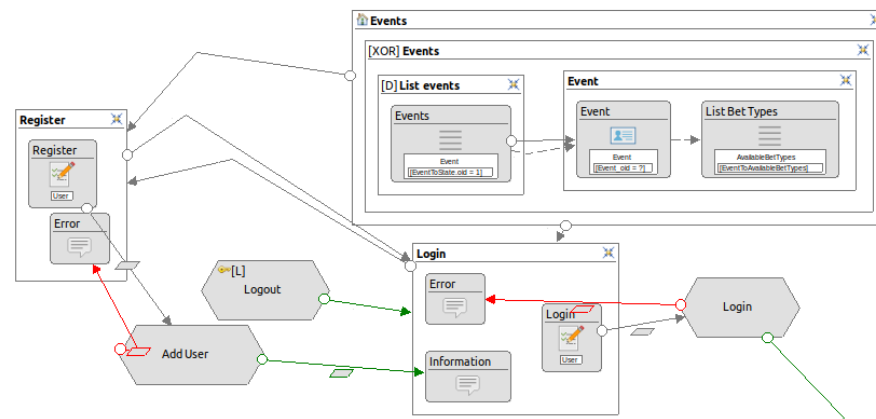 Events
[XOR] Events
[D] List events
Event
Events
Event
[EventToState.oid = 1]
Event
Event
[Event_oid = ?]
List Bet Types
AvailableBetTypes
[EventToAvailableBetTypes]
Register
Register
User
Error
[L]
Logout
Add User
Login
Error
Login
User
Information
Login